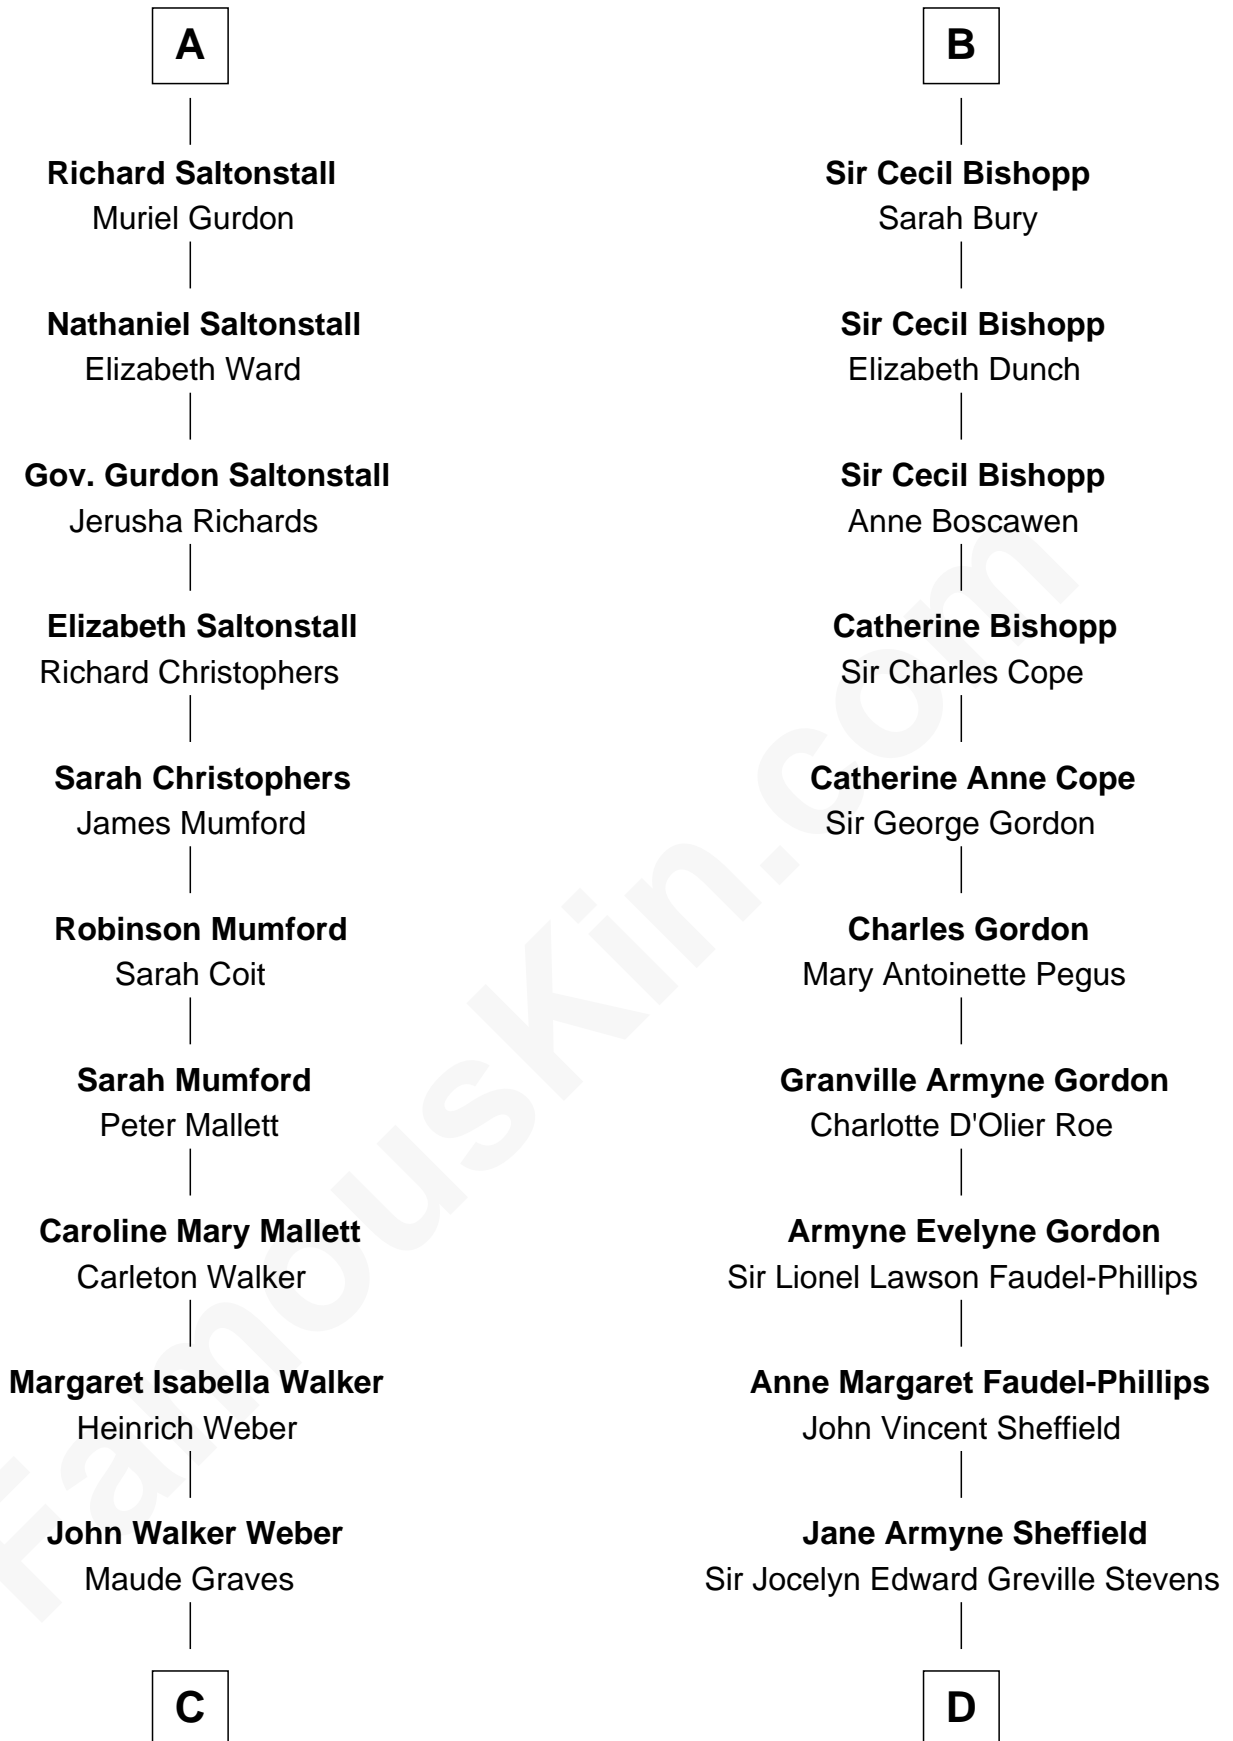 A
Richard Saltonstall
Muriel Gurdon
Nathaniel Saltonstall
Elizabeth Ward
Gov. Gurdon Saltonstall
Jerusha Richards
Elizabeth Saltonstall
Richard Christophers
Sarah Christophers
James Mumford
Robinson Mumford
Sarah Coit
Sarah Mumford
Peter Mallett
Caroline Mary Mallett
Carleton Walker
Margaret Isabella Walker
Heinrich Weber
John Walker Weber
Maude Graves
C
B
Sir Cecil Bishopp
Sarah Bury
Sir Cecil Bishopp
Elizabeth Dunch
Sir Cecil Bishopp
Anne Boscawen
Catherine Bishopp
Sir Charles Cope
Catherine Anne Cope
Sir George Gordon
Charles Gordon
Mary Antoinette Pegus
Granville Armyne Gordon
Charlotte D'Olier Roe
Armyne Evelyne Gordon
Sir Lionel Lawson Faudel-Phillips
Anne Margaret Faudel-Phillips
John Vincent Sheffield
Jane Armyne Sheffield
Sir Jocelyn Edward Greville Stevens
D
FamousKin.com